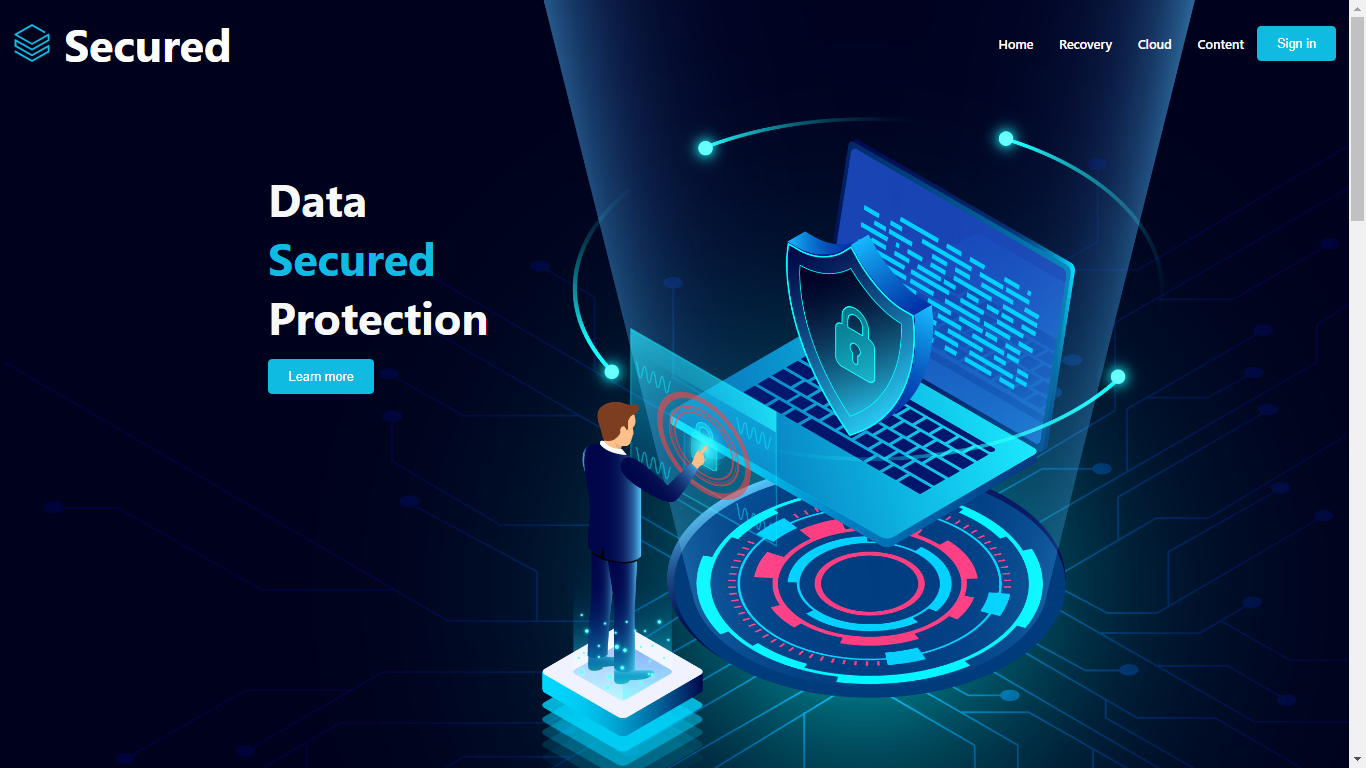 Secured
Home Recovery Cloud Content Sign in
Data
Secured
Protection
Learn more